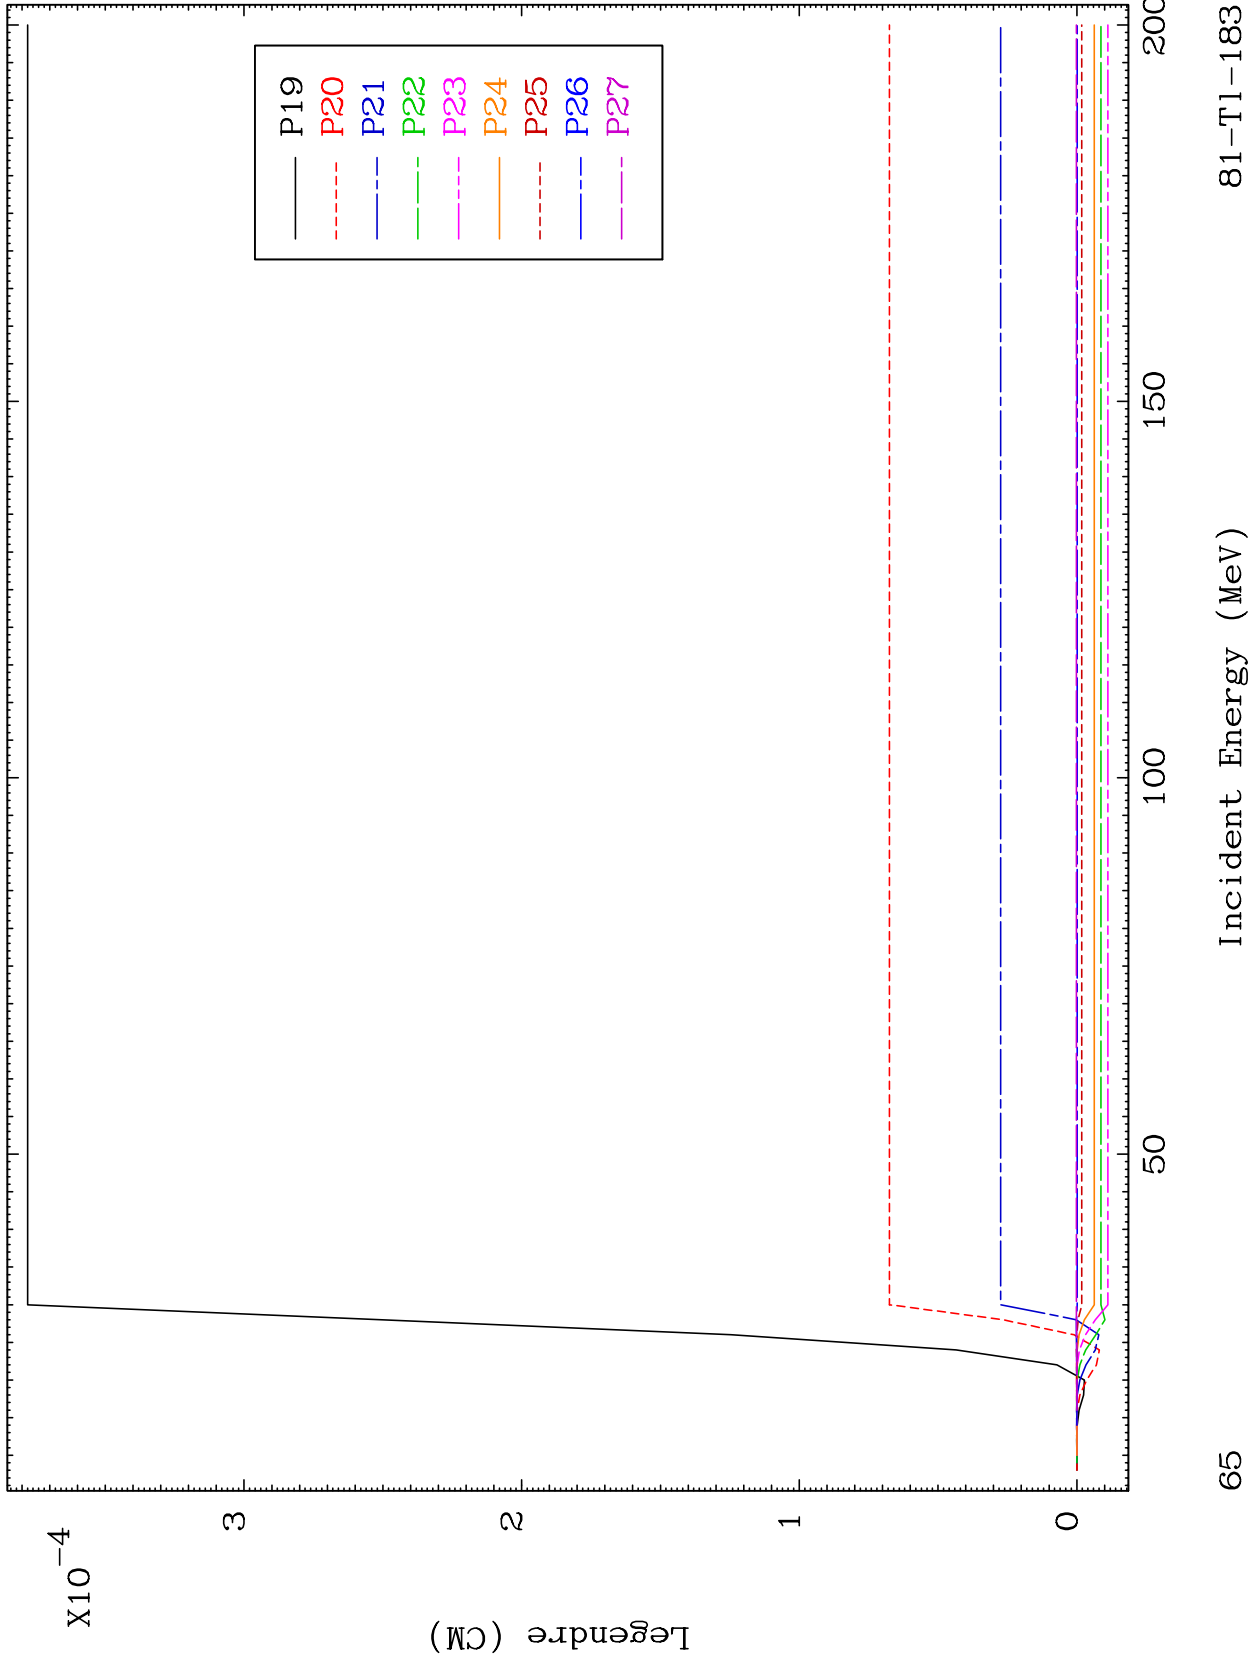 X10-4
Legendre (CM)
3
2
1
0
P19
P20
P21
P22
P23
P24
P25
P26
P27
50
100
150
200
Incident Energy (MeV)
65
81-Tl-183